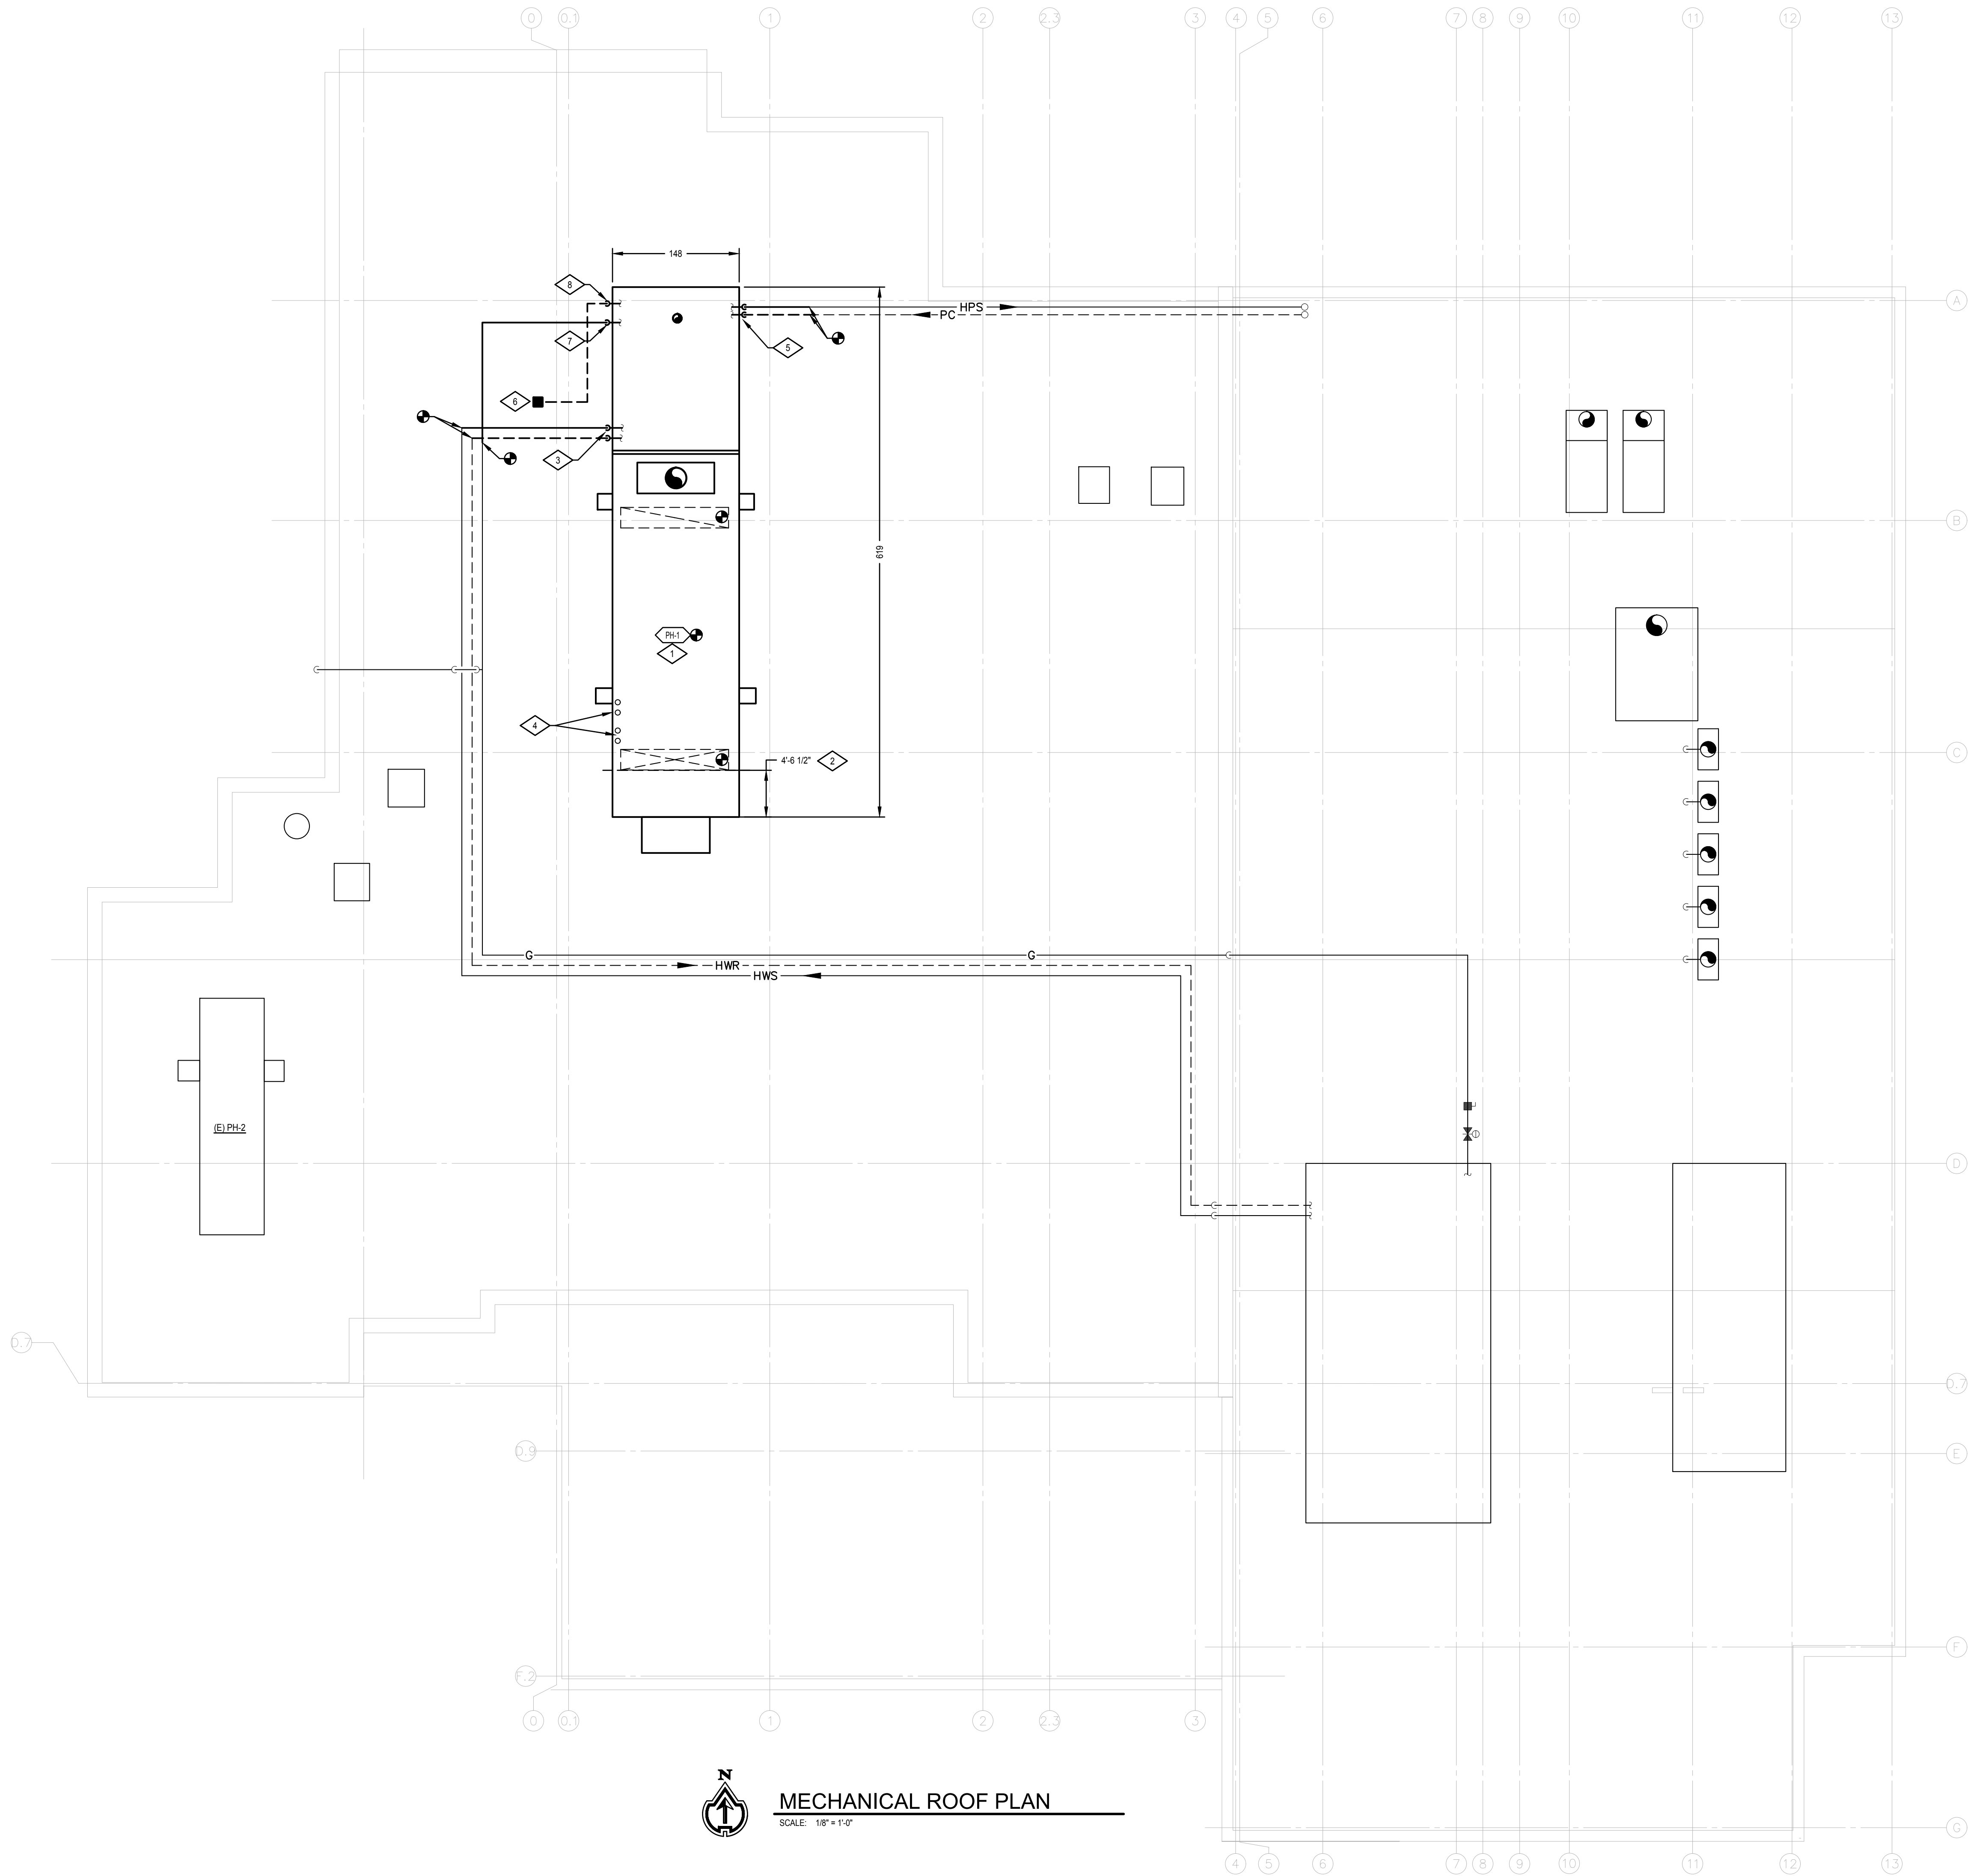 0 0.1 1 2 2.3 3 4 5 6 7 8 9 10 11 12 13
148
8
A
HPS
PC
7
5
6
3
B
619
PH-1
1
4
C
4'-6 1/2"
2
G
G
HWR
HWS
(E) PH-2
D
D.7
D.7
D.9
E
F
F.2
0 0.1 1 2 2.3 3
N
MECHANICAL ROOF PLAN
SCALE: 1/8" = 1'-0"
G
4 5 6 7 8 9 10 11 12 13